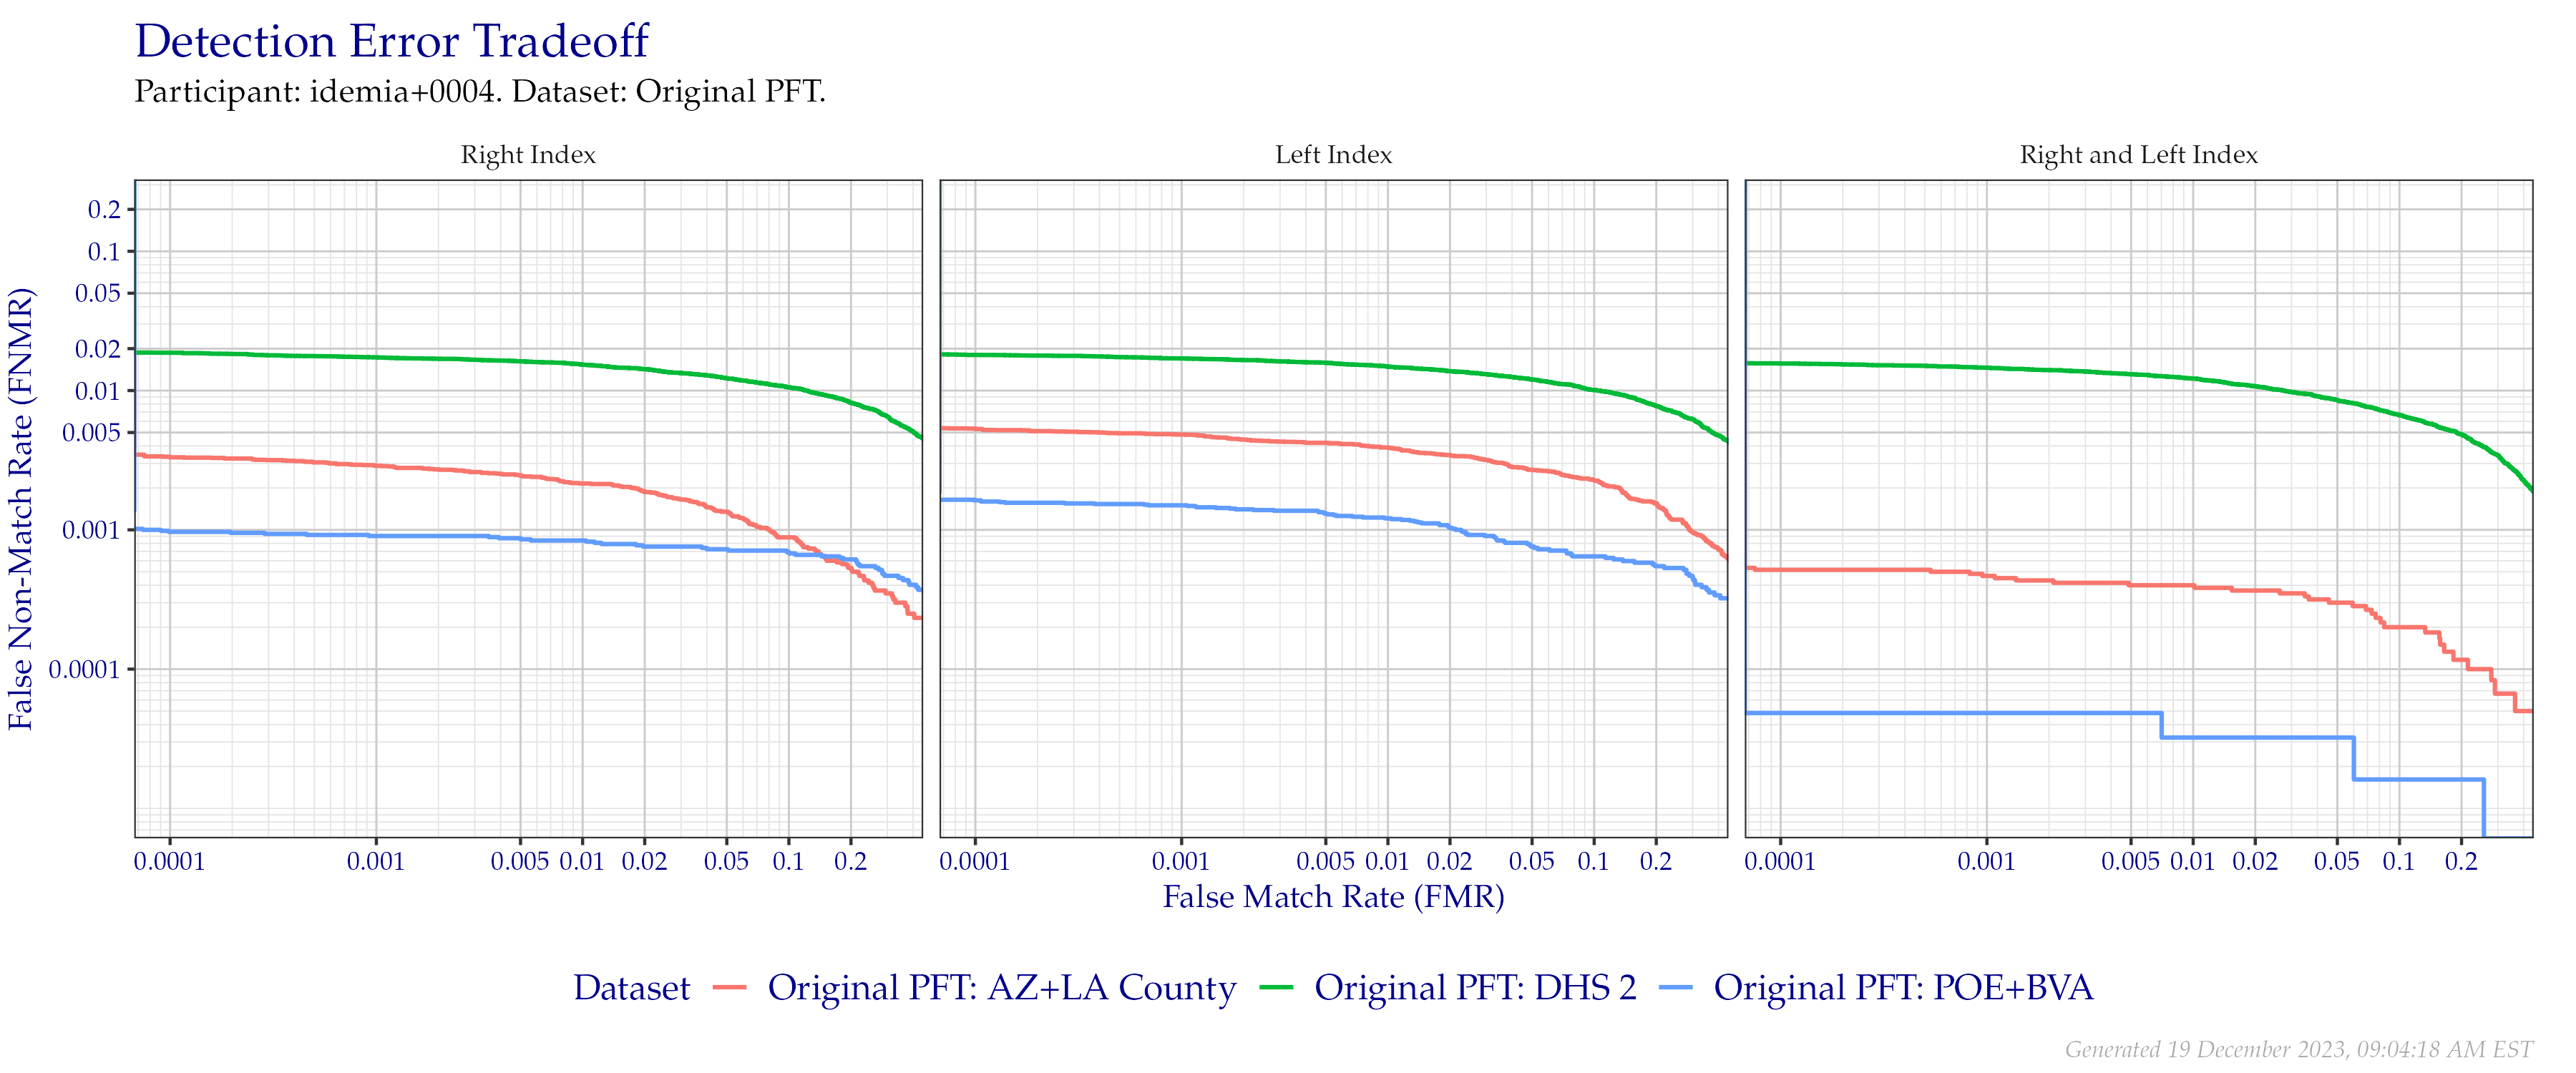 Detection Error Tradeoff
Participant: idemia+0004. Dataset: Original PFT.
Right Index
Left Index
Right and Left Index
False Non-Match Rate (FNMR)
0.2
0.1
0.05
0.02
0.01
0.005
0.001
0.0001
0.0001 0.001 0.005 0.01 0.02 0.05 0.1 0.2
0.0001 0.001 0.005 0.01 0.02 0.05 0.1 0.2
0.0001 0.001 0.005 0.01 0.02 0.05 0.1 0.2
False Match Rate (FMR)
Dataset Original PFT: AZ+LA County Original PFT: DHS 2 Original PFT: POE+BVA
Generated 19 December 2023, 09:04:18 AM EST